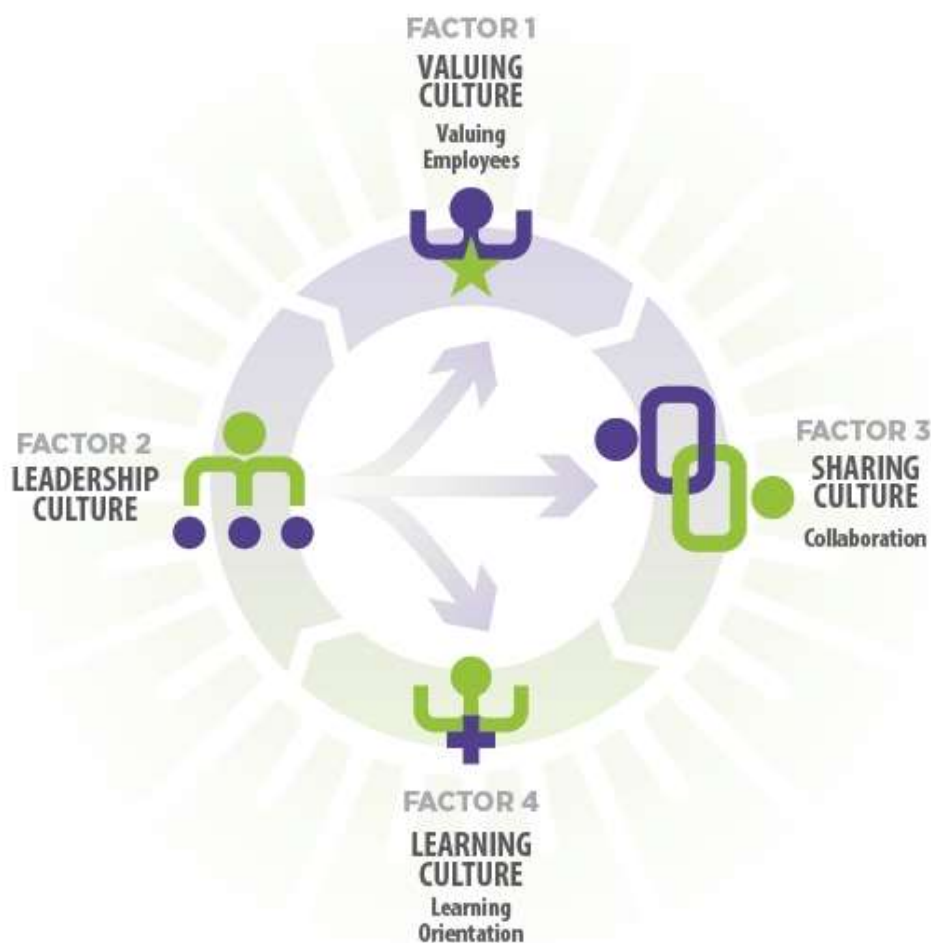 FACTOR 1
VALUING
CULTURE
Valuing
Employees
FACTOR 2
LEADERSHIP
CULTURE
FACTOR 3
SHARING
CULTURE
Collaboration
FACTOR 4
LEARNING
CULTURE
Learning
Orientation